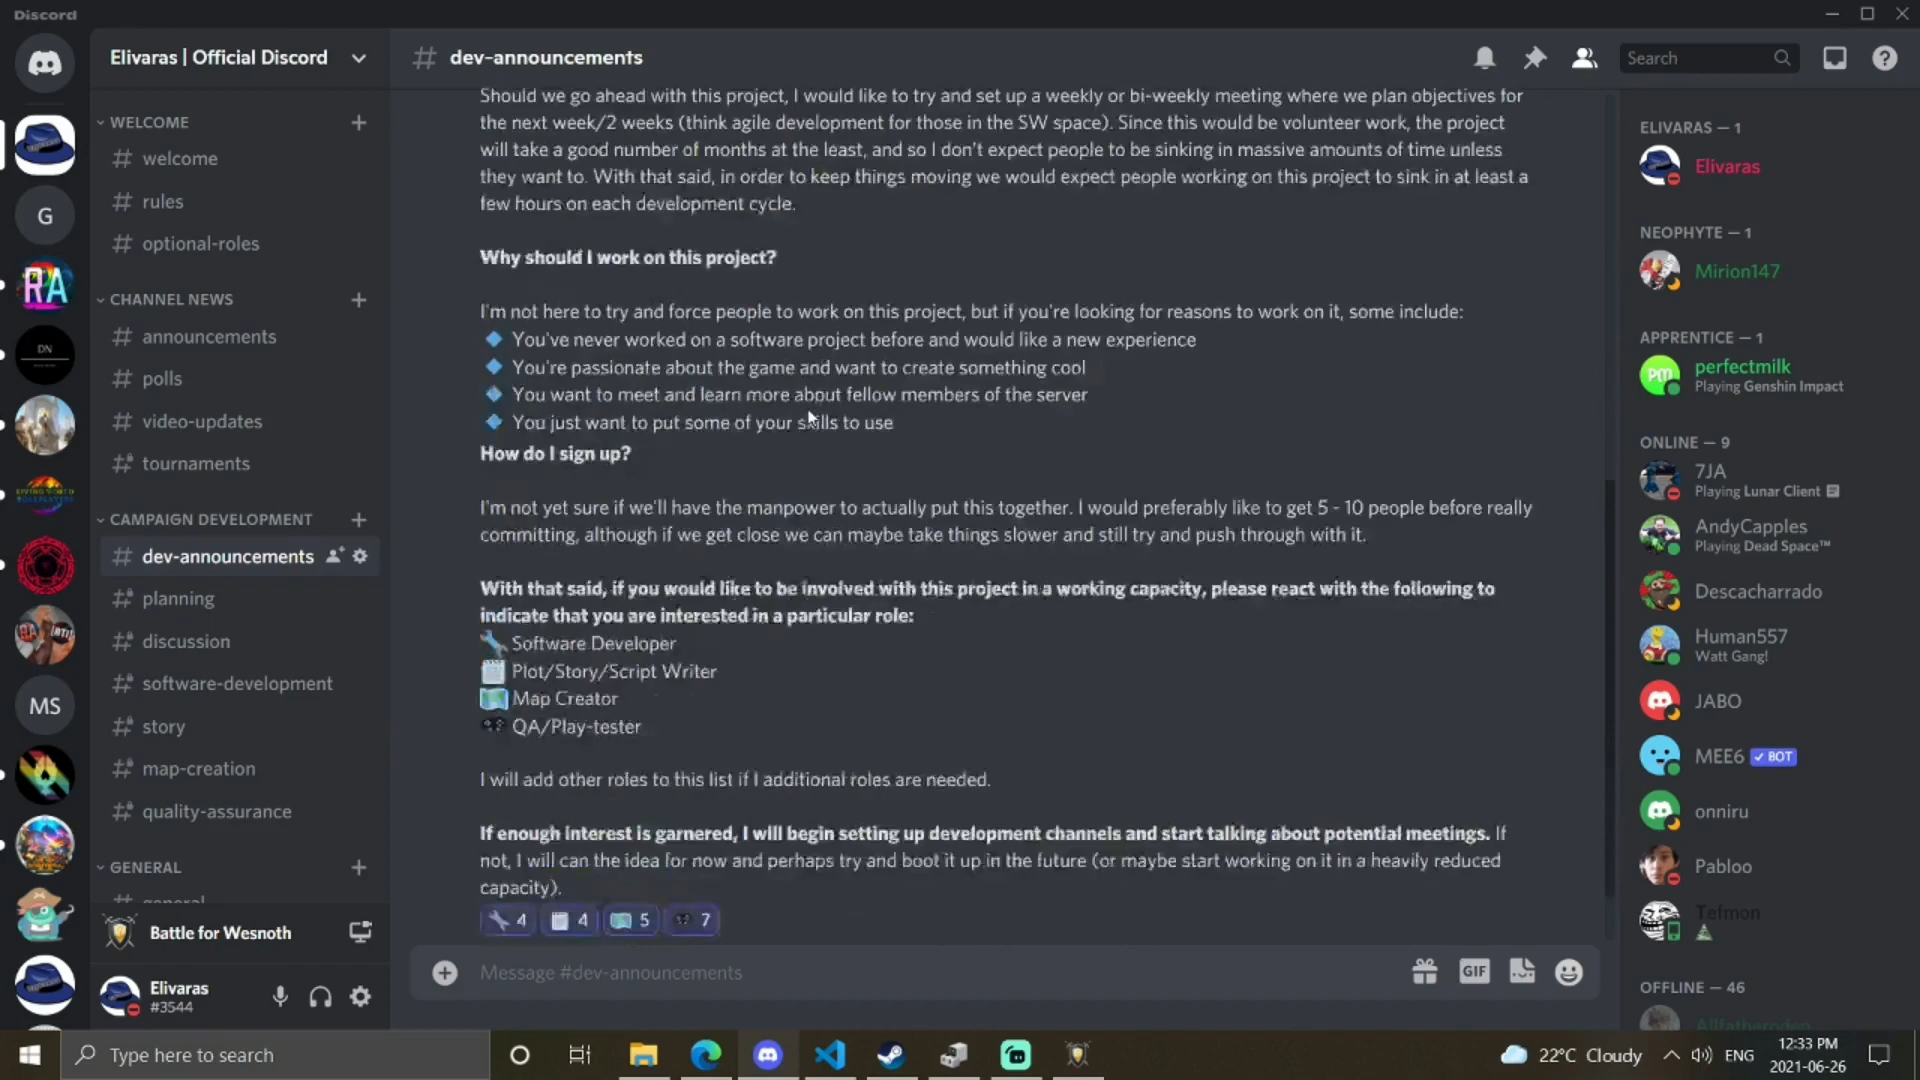 Discord
Elivaras | Official Discord
dev-announcements
Search
WELCOME
welcome
rules
optional-roles
CHANNEL NEWS
announcements
polls
video-updates
tournaments
CAMPAIGN DEVELOPMENT
dev-announcements
planning
discussion
software-development
story
map-creation
quality-assurance
GENERAL
general
Battle for Wesnoth
Elivaras
#3544
G
RA
DN
MS
Should we go ahead with this project, I would like to try and set up a weekly or bi-weekly meeting where we plan objectives for
the next week/2 weeks (think agile development for those in the SW space). Since this would be volunteer work, the project
will take a good number of months at the least, and so I don't expect people to be sinking in massive amounts of time unless
they want to. With that said, in order to keep things moving we would expect people working on this project to sink in at least a
few hours on each development cycle.
Why should I work on this project?
I'm not here to try and force people to work on this project, but if you're looking for reasons to work on it, some include:
You've never worked on a software project before and would like a new experience
You're passionate about the game and want to create something cool
You want to meet and learn more about fellow members of the server
You just want to put some of your skills to use
How do I sign up?
I'm not yet sure if we'll have the manpower to actually put this together. I would preferably like to get 5 - 10 people before really
committing, although if we get close we can maybe take things slower and still try and push through with it.
With that said, if you would like to be involved with this project in a working capacity, please react with the following to
indicate that you are interested in a particular role:
Software Developer
Plot/Story/Script Writer
Map Creator
QA/Play-tester
I will add other roles to this list if I additional roles are needed.
If enough interest is garnered, I will begin setting up development channels and start talking about potential meetings. If
not, I will can the idea for now and perhaps try and boot it up in the future (or maybe start working on it in a heavily reduced
capacity).
4 4 5 7
Message #dev-announcements
GIF
ELIVARAS — 1
Elivaras
NEOPHYTE — 1
Mirion147
APPRENTICE — 1
PM
perfectmilk
Playing Genshin Impact
ONLINE — 9
7JA
Playing Lunar Client
AndyCapples
Playing Dead Space™
Descacharrado
Human557
Watt Gang!
JABO
MEE6 BOT
onniru
Pabloo
Tefmon
OFFLINE — 46
Allfatheroden
Type here to search
22°C Cloudy
ENG
12:33 PM
2021-06-26